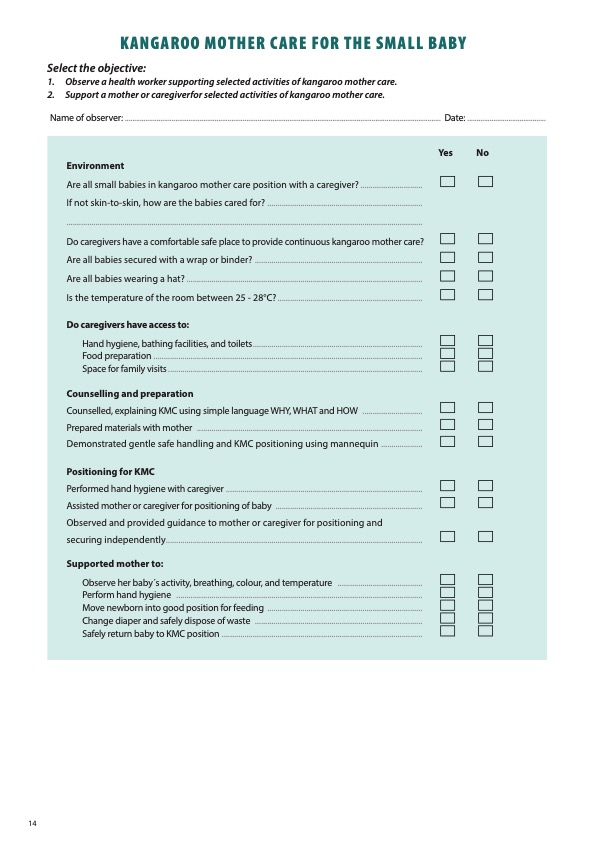 KANGAROO MOTHER CARE FOR THE SMALL BABY
Select the objective:
1. Observe a health worker supporting selected activities of kangaroo mother care.
2. Support a mother or caregiverfor selected activities of kangaroo mother care.
Name of observer: Date:
Yes No
Environment
Are all small babies in kangaroo mother care position with a caregiver?
If not skin-to-skin, how are the babies cared for?
Do caregivers have a comfortable safe place to provide continuous kangaroo mother care?
Are all babies secured with a wrap or binder?
Are all babies wearing a hat?
Is the temperature of the room between 25 - 28°C?
Do caregivers have access to:
Hand hygiene, bathing facilities, and toilets
Food preparation
Space for family visits
Counselling and preparation
Counselled, explaining KMC using simple language WHY, WHAT and HOW
Prepared materials with mother
Demonstrated gentle safe handling and KMC positioning using mannequin
Positioning for KMC
Performed hand hygiene with caregiver
Assisted mother or caregiver for positioning of baby
Observed and provided guidance to mother or caregiver for positioning and
securing independently
Supported mother to:
Observe her baby´s activity, breathing, colour, and temperature
Perform hand hygiene
Move newborn into good position for feeding
Change diaper and safely dispose of waste
Safely return baby to KMC position
14